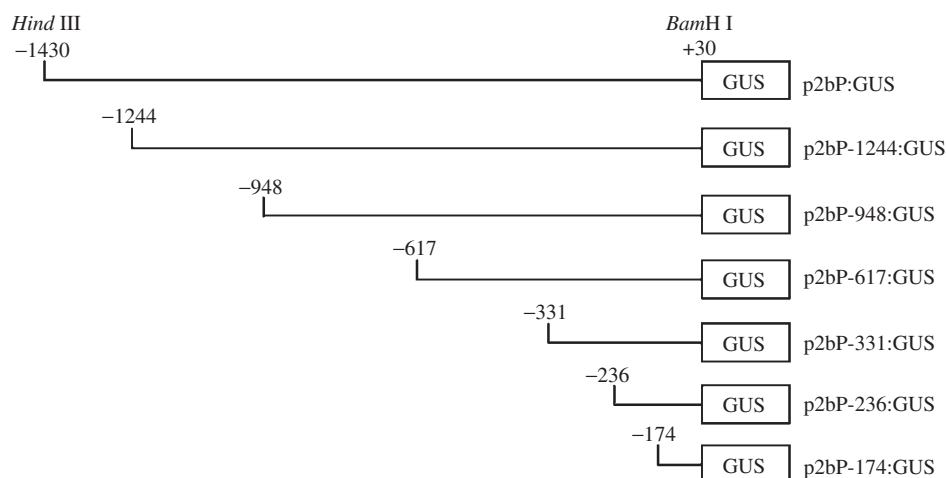 Hind III
BamH I
−1430
+30
GUS
p2bP:GUS
−1244
GUS
p2bP-1244:GUS
−948
GUS
p2bP-948:GUS
−617
GUS
p2bP-617:GUS
−331
GUS
p2bP-331:GUS
−236
GUS
p2bP-236:GUS
−174
GUS
p2bP-174:GUS